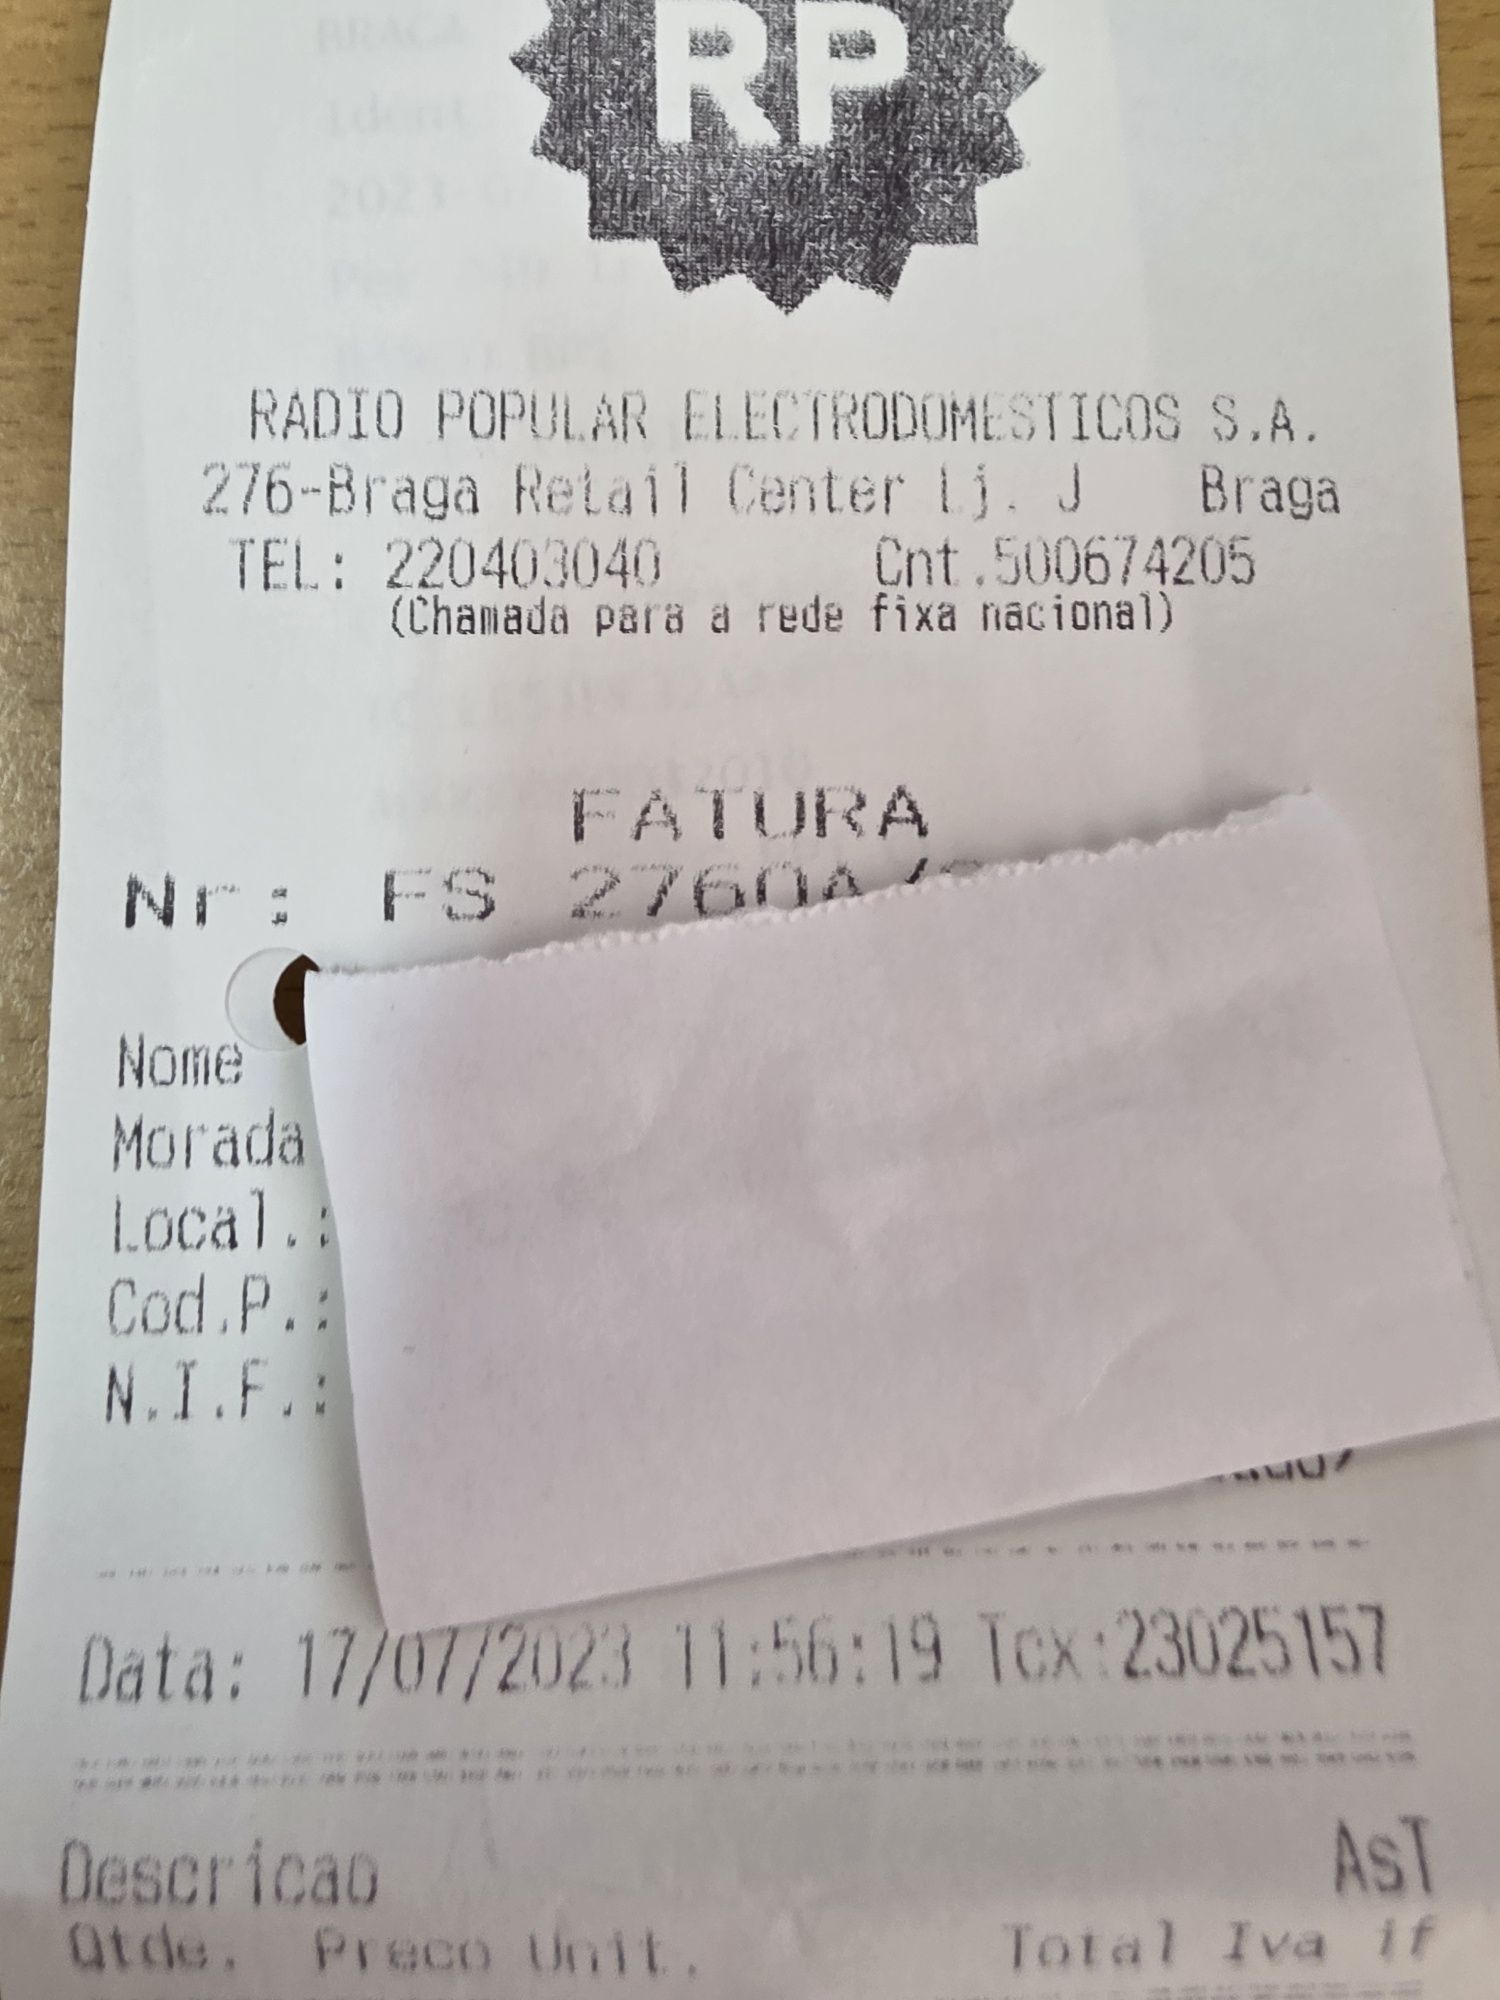 RP
RADIO POPULAR ELECTRODOMESTICOS S.A.
276-Braga Retail Center Lj. J Braga
TEL: 220403040 Cnt.500674205
(Chamada para a rede fixa nacional)
FATURA
Nr: FS 2760A/
Nome
Morada
Local.:
Cod.P.:
N.I.F.:
Data: 17/07/2023 11:56:19 Tcx:23025157
Descricao AsT
Qtde. Preco Unit. Total Iva if